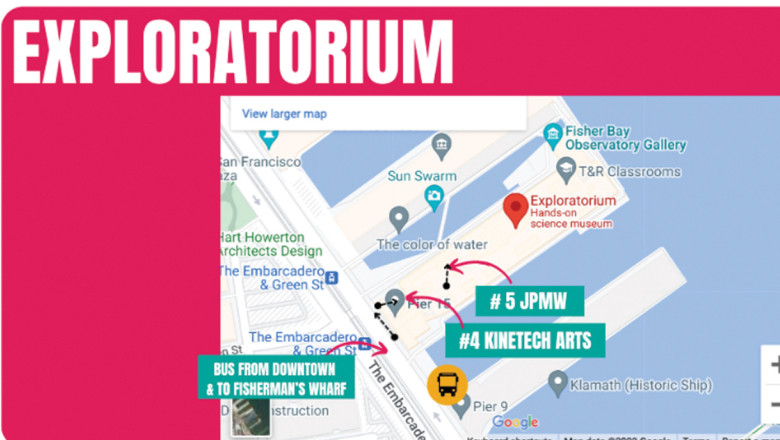 EXPLORATORIUM
View larger map
San Francisco
Fisher Bay
Observatory Gallery
Sun Swarm
T&R Classrooms
Exploratorium
Hands-on
science museum
The color of water
Hart Howerton
Architects Design
The Embarcadero
& Green St
Pier 15
# 5 JPMW
#4 KINETECH ARTS
The Embarcadero
& Green St
BUS FROM DOWNTOWN
& TO FISHERMAN'S WHARF
The Embarcade
Klamath (Historic Ship)
Pier 9
Google